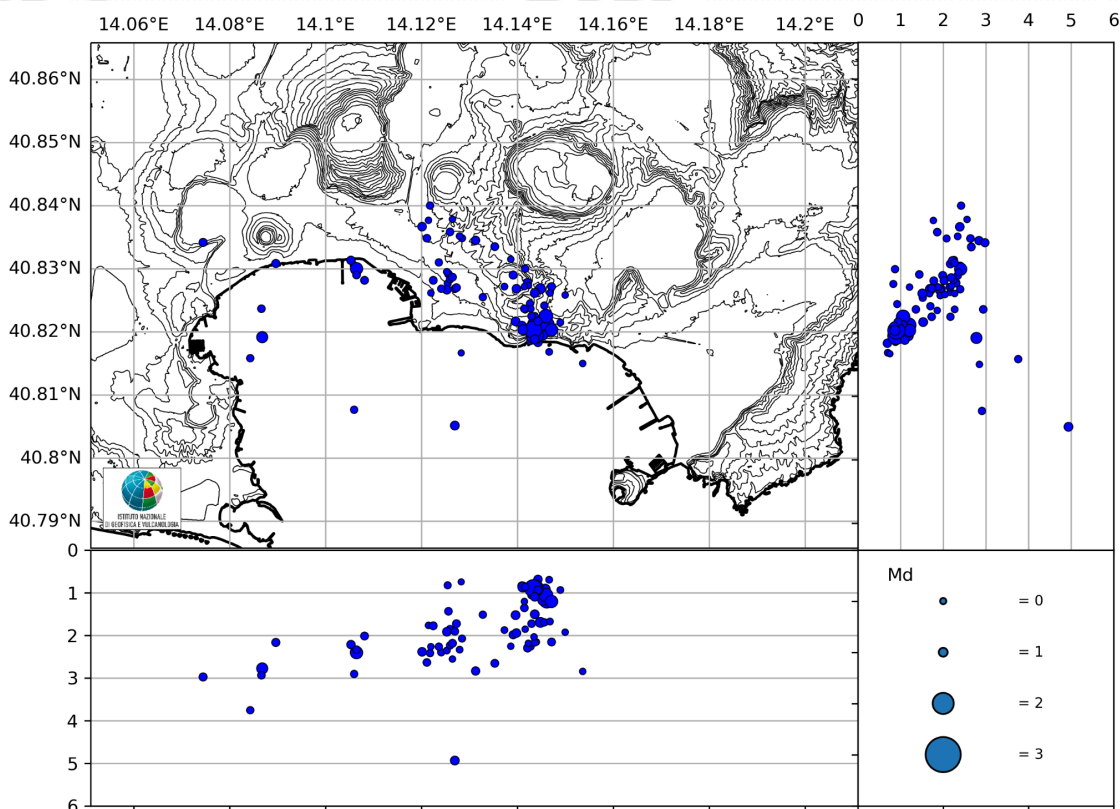 14.06°E 14.08°E 14.1°E 14.12°E 14.14°E 14.16°E 14.18°E 14.2°E 0 1 2 3 4 5 6
40.86°N
40.85°N
40.84°N
40.83°N
40.82°N
40.81°N
40.8°N
40.79°N
ISTITUTO NAZIONALE
DI GEOFISICA E VULCANOLOGIA
0
1
2
3
4
5
6
Md
= 0
= 1
= 2
= 3